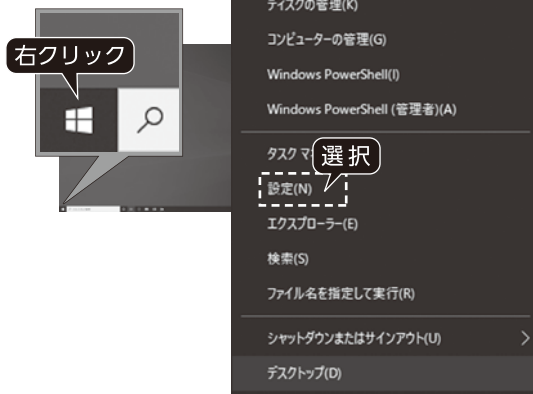 右クリック
ディスクの管理(K)
コンピューターの管理(G)
Windows PowerShell(I)
Windows PowerShell (管理者)(A)
タスク マ
選択
設定(N)
エクスプローラー(E)
検索(S)
ファイル名を指定して実行(R)
シャットダウンまたはサインアウト(U)
デスクトップ(D)